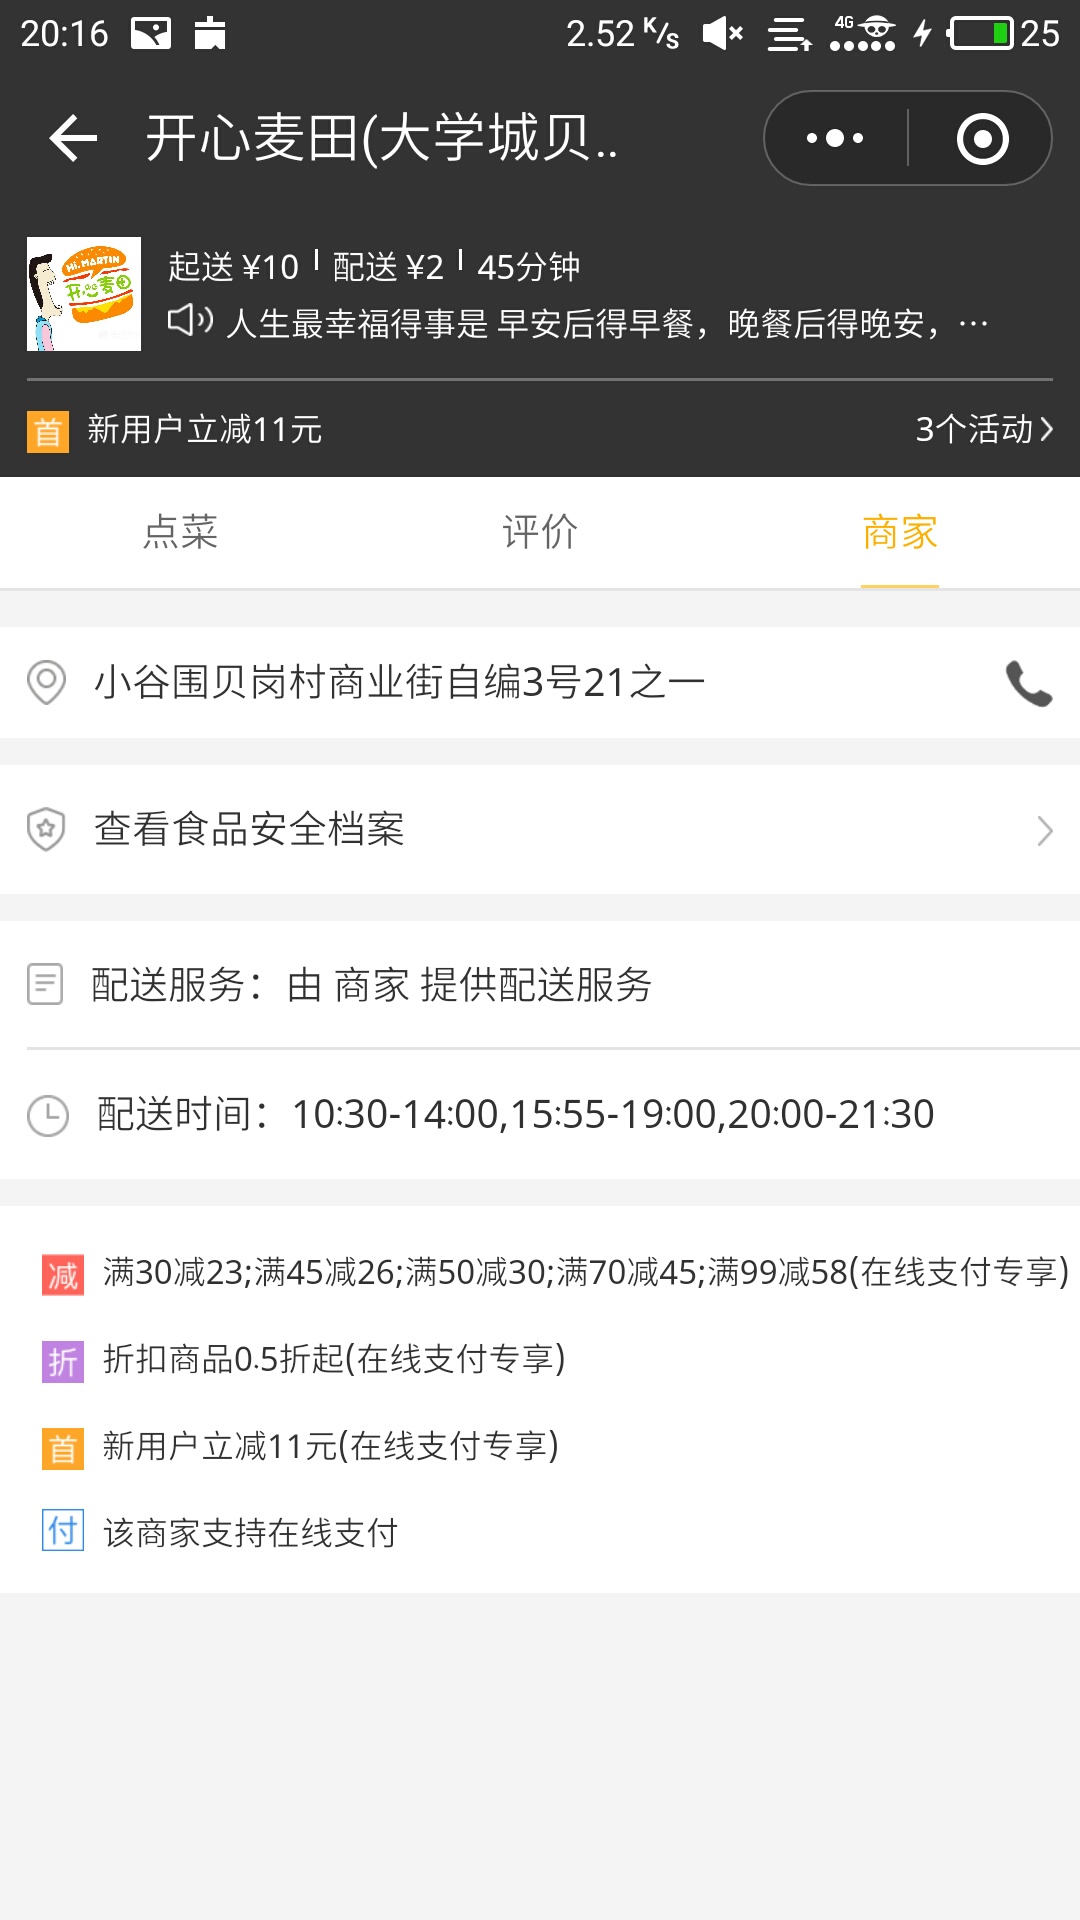 20:16 2.52 K/s 4G 25
开心麦田(大学城贝..
Hi.MARTIN
开心麦田
起送 ¥10 配送 ¥2 45分钟
人生最幸福得事是 早安后得早餐，晚餐后得晚安，…
首 新用户立减11元 3个活动
点菜 评价 商家
小谷围贝岗村商业街自编3号21之一
查看食品安全档案
配送服务：由 商家 提供配送服务
配送时间：10:30-14:00,15:55-19:00,20:00-21:30
减 满30减23;满45减26;满50减30;满70减45;满99减58(在线支付专享)
折 折扣商品0.5折起(在线支付专享)
首 新用户立减11元(在线支付专享)
付 该商家支持在线支付